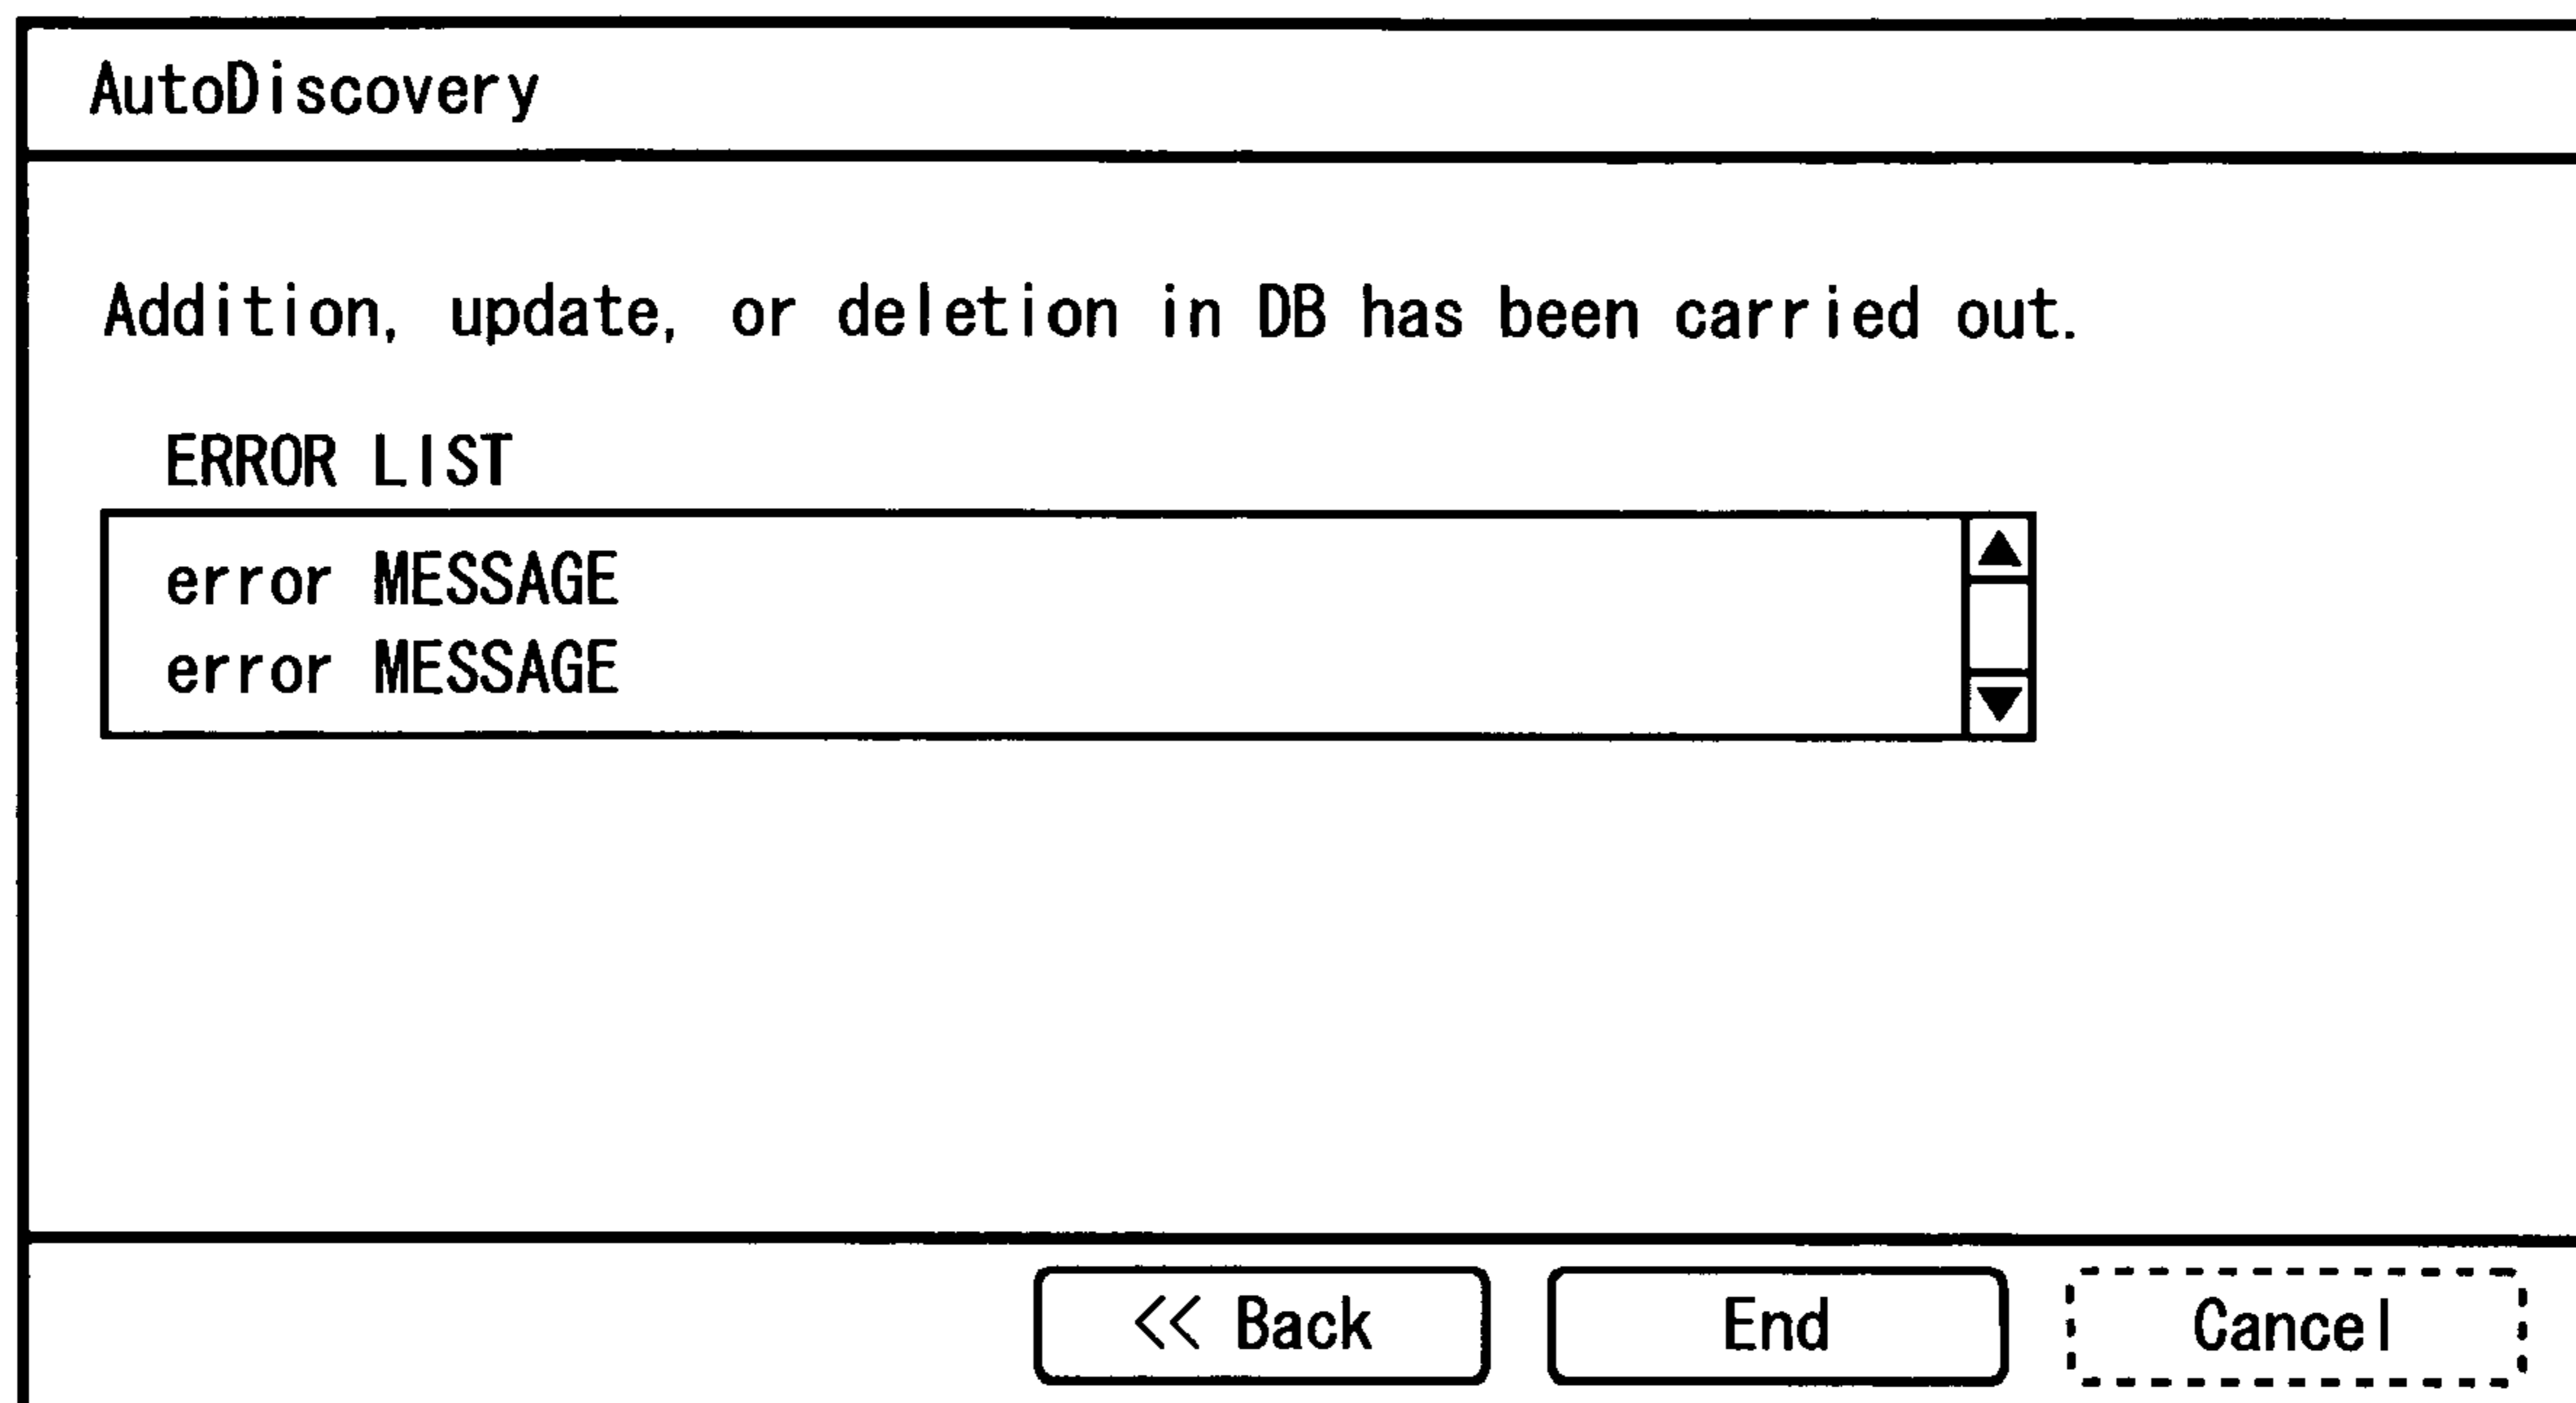 AutoDiscovery
Addition, update, or deletion in DB has been carried out.
ERROR LIST
error MESSAGE
error MESSAGE
<< Back
End
Cancel